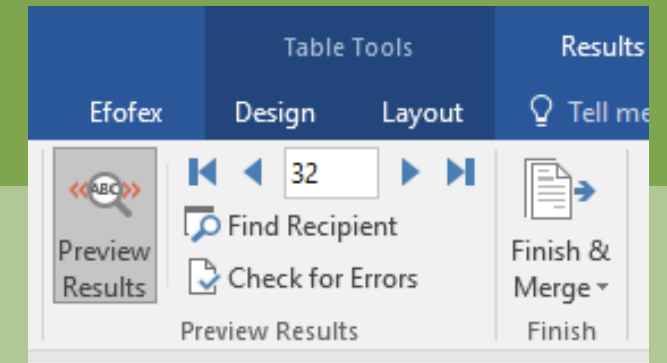 Table Tools
Results
Efofex
Design
Layout
Tell me
«ABC»
32
Preview
Results
Find Recipient
Check for Errors
Finish &
Merge
Preview Results
Finish